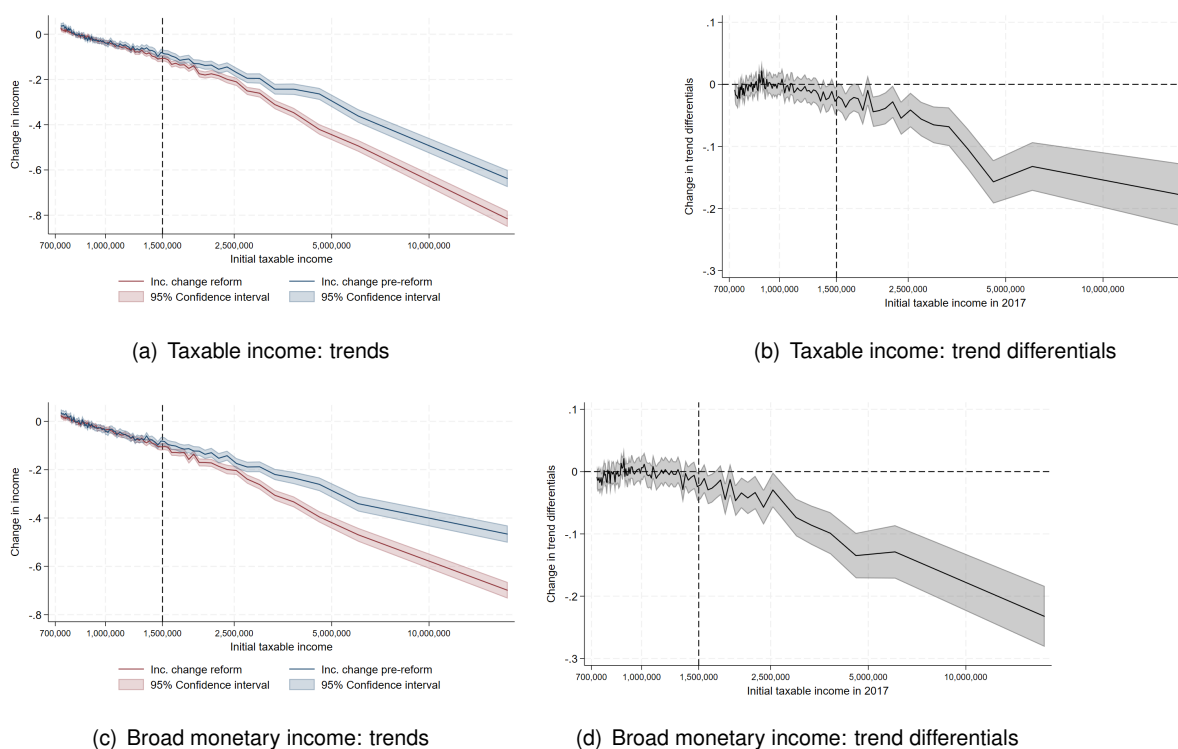 Change in income
0
-.2
-.4
-.6
-.8
700,000 1,000,000 1,500,000 2,500,000 5,000,000 10,000,000
Initial taxable income
Inc. change reform Inc. change pre-reform
95% Confidence interval 95% Confidence interval
(a) Taxable income: trends
Change in trend differentials
.1
0
-.1
-.2
-.3
700,000 1,000,000 1,500,000 2,500,000 5,000,000 10,000,000
Initial taxable income in 2017
(b) Taxable income: trend differentials
Change in income
0
-.2
-.4
-.6
-.8
700,000 1,000,000 1,500,000 2,500,000 5,000,000 10,000,000
Initial taxable income
Inc. change reform Inc. change pre-reform
95% Confidence interval 95% Confidence interval
(c) Broad monetary income: trends
Change in trend differentials
.1
0
-.1
-.2
-.3
700,000 1,000,000 1,500,000 2,500,000 5,000,000 10,000,000
Initial taxable income in 2017
(d) Broad monetary income: trend differentials